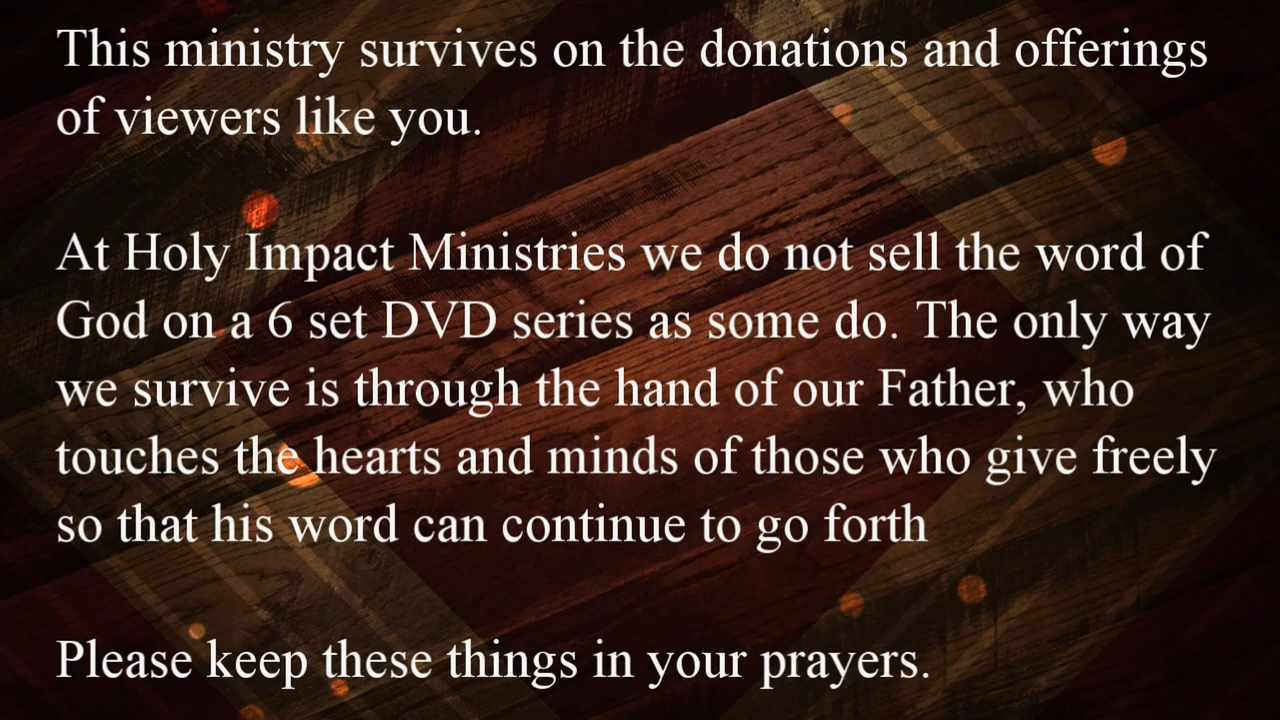 This ministry survives on the donations and offerings
of viewers like you.
At Holy Impact Ministries we do not sell the word of
God on a 6 set DVD series as some do. The only way
we survive is through the hand of our Father, who
touches the hearts and minds of those who give freely
so that his word can continue to go forth
Please keep these things in your prayers.